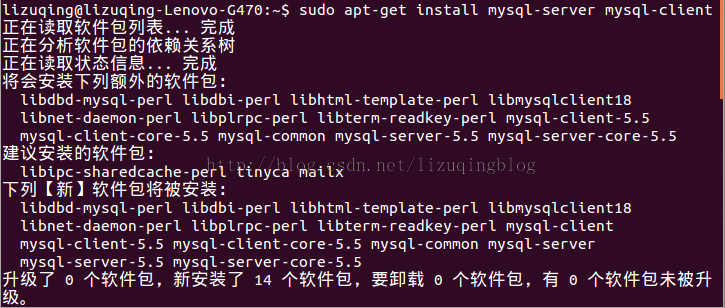 lizuqing@lizuqing-Lenovo-G470:~$ sudo apt-get install mysql-server mysql-client
正在读取软件包列表... 完成
正在分析软件包的依赖关系树
正在读取状态信息... 完成
将会安装下列额外的软件包:
libdbd-mysql-perl libdbi-perl libhtml-template-perl libmysqlclient18
libnet-daemon-perl libplrpc-perl libterm-readkey-perl mysql-client-5.5
mysql-client-core-5.5 mysql-common mysql-server-5.5 mysql-server-core-5.5
建议安装的软件包:
http://blog.csdn.net/lizuqingblog
libipc-sharedcache-perl tinyca mailx
下列【新】软件包将被安装:
libdbd-mysql-perl libdbi-perl libhtml-template-perl libmysqlclient18
libnet-daemon-perl libplrpc-perl libterm-readkey-perl mysql-client
mysql-client-5.5 mysql-client-core-5.5 mysql-common mysql-server
mysql-server-5.5 mysql-server-core-5.5
升级了 0 个软件包，新安装了 14 个软件包，要卸载 0 个软件包，有 0 个软件包未被升
级。